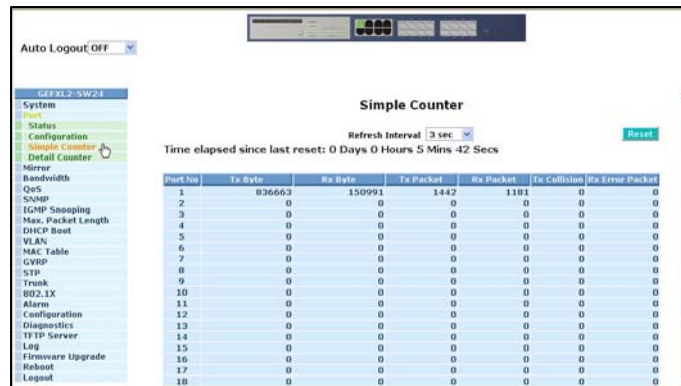 Auto Logout OFF
GEFXL2-SW24
System
Port
Status
Configuration
Simple Counter
Detail Counter
Mirror
Bandwidth
QoS
SNMP
IGMP Snooping
Max. Packet Length
DHCP Boot
VLAN
MAC Table
GVRP
STP
Trunk
802.1X
Alarm
Configuration
Diagnostics
TFTP Server
Log
Firmware Upgrade
Reboot
Logout
Simple Counter
Refresh Interval 3 sec
Reset
Time elapsed since last reset: 0 Days 0 Hours 5 Mins 42 Secs
Port No Tx Byte Rx Byte Tx Packet Rx Packet Tx Collision Rx Error Packet
1 836663 150991 1442 1181 0 0
2 0 0 0 0 0 0
3 0 0 0 0 0 0
4 0 0 0 0 0 0
5 0 0 0 0 0 0
6 0 0 0 0 0 0
7 0 0 0 0 0 0
8 0 0 0 0 0 0
9 0 0 0 0 0 0
10 0 0 0 0 0 0
11 0 0 0 0 0 0
12 0 0 0 0 0 0
13 0 0 0 0 0 0
14 0 0 0 0 0 0
15 0 0 0 0 0 0
16 0 0 0 0 0 0
17 0 0 0 0 0 0
18 0 0 0 0 0 0